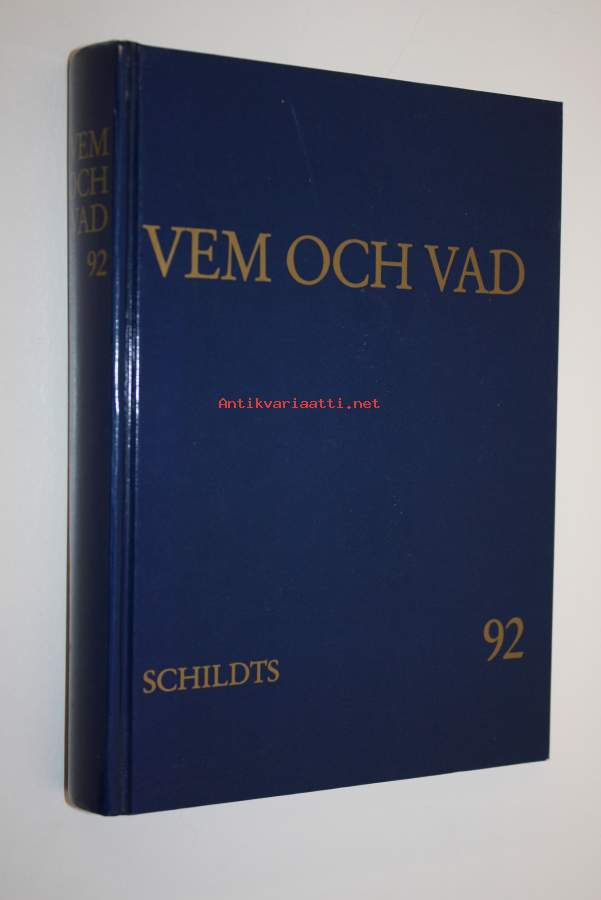 VEM
OCH
VAD
92
VEM OCH VAD
Antikvariaatti.net
92
SCHILDTS